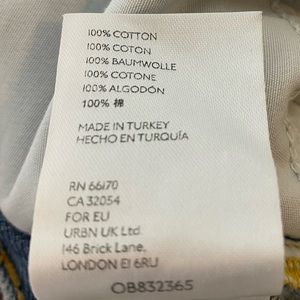 100% COTTON
100% COTON
100% BAUMWOLLE
100% COTONE
100% ALGODÓN
100% 棉
MADE IN TURKEY
HECHO EN TURQUÍA
RN 66170
CA 32054
FOR EU
URBN UK Ltd.
146 Brick Lane,
LONDON E1 6RU
OB832365